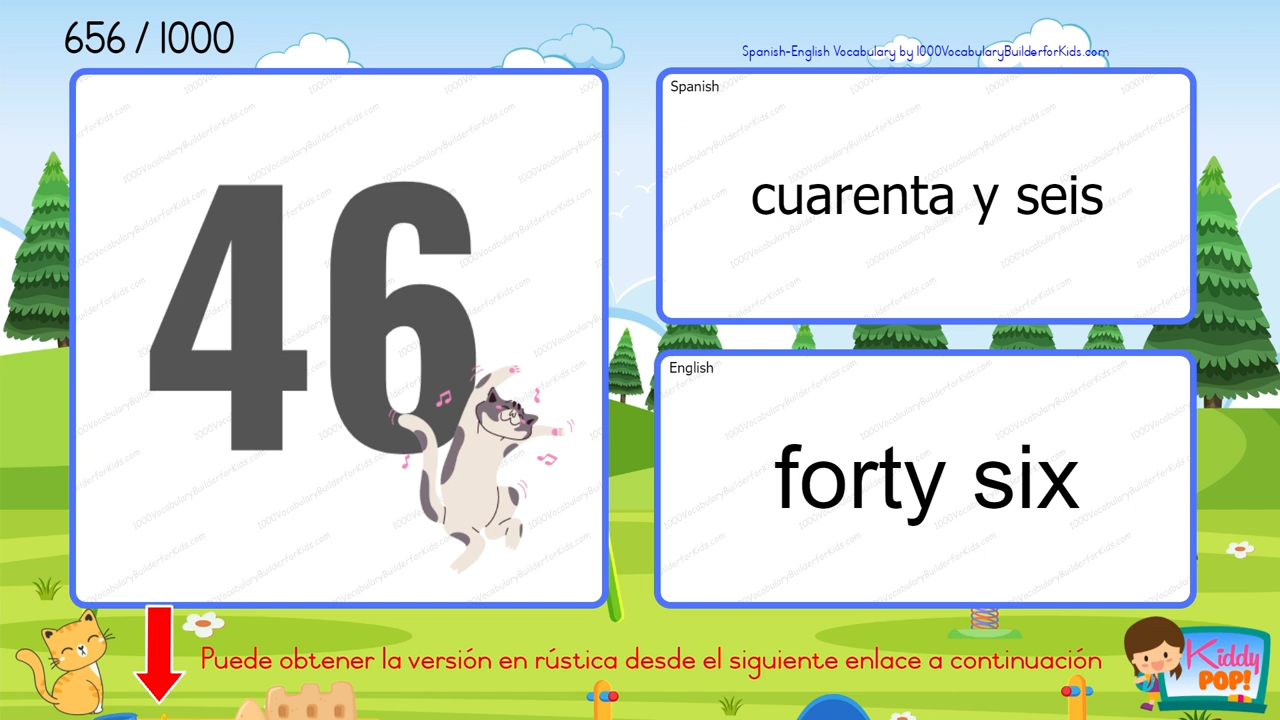 656 / 1000
Spanish-English Vocabulary by 1000VocabularyBuilderforKids.com
46
Spanish
cuarenta y seis
English
forty six
Puede obtener la versión en rústica desde el siguiente enlace a continuación
Kiddy
POP!